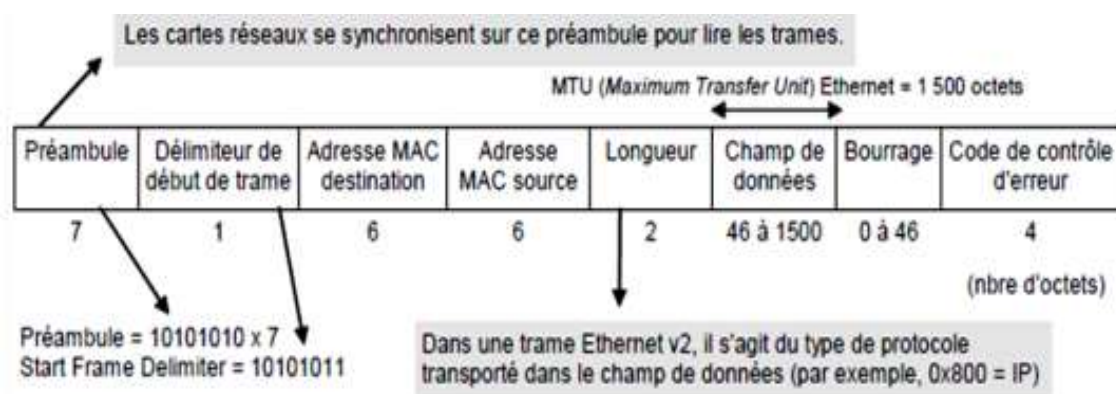 Les cartes réseaux se synchronisent sur ce préambule pour lire les trames.
MTU (Maximum Transfer Unit) Ethernet = 1 500 octets
Préambule
Délimiteur de
début de trame
Adresse MAC
destination
Adresse
MAC source
Longueur
Champ de
données
Bourrage
Code de contrôle
d'erreur
7
1
6
6
2
46 à 1500
0 à 46
4
(nbre d'octets)
Préambule = 10101010 x 7
Start Frame Delimiter = 10101011
Dans une trame Ethernet v2, il s'agit du type de protocole
transporté dans le champ de données (par exemple, 0x800 = IP)